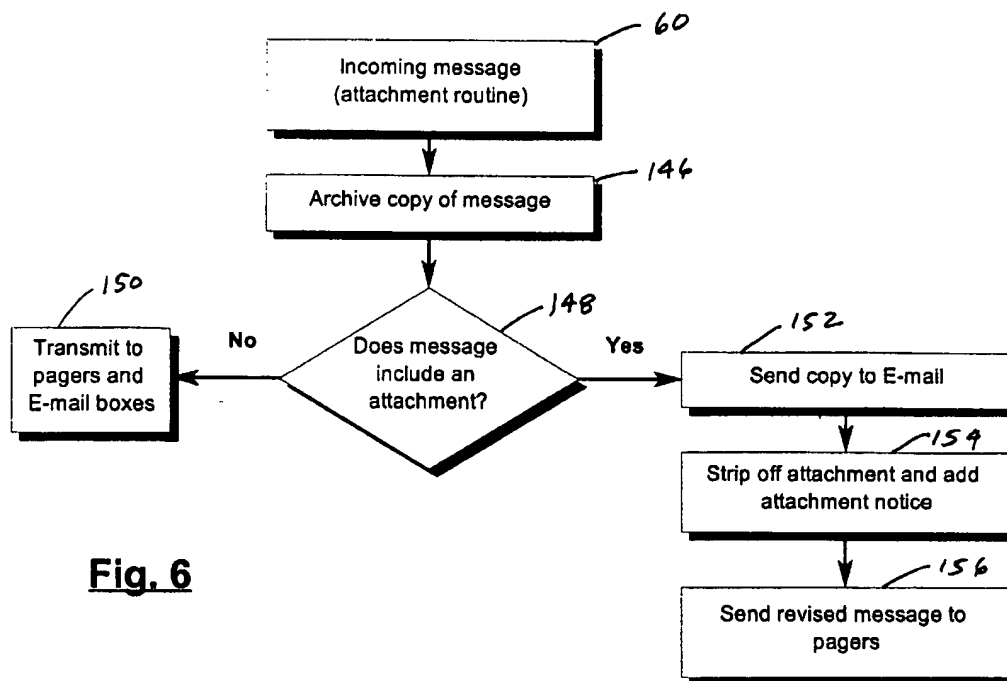 60
Incoming message
(attachment routine)
146
Archive copy of message
150
148
152
No
Yes
Transmit to
pagers and
E-mail boxes
Does message
include an
attachment?
Send copy to E-mail
154
Strip off attachment and add
attachment notice
156
Send revised message to
pagers
Fig. 6